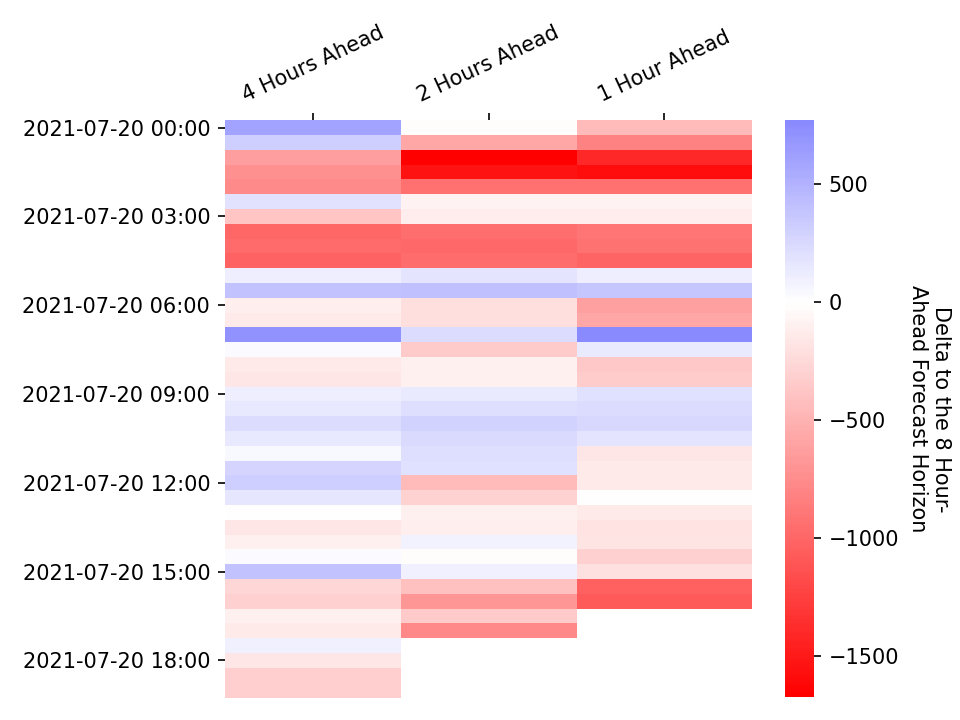 4 Hours Ahead
2 Hours Ahead
1 Hour Ahead
2021-07-20 00:00
2021-07-20 03:00
2021-07-20 06:00
2021-07-20 09:00
2021-07-20 12:00
2021-07-20 15:00
2021-07-20 18:00
500
0
−500
−1000
−1500
Delta to the 8 Hour-
Ahead Forecast Horizon